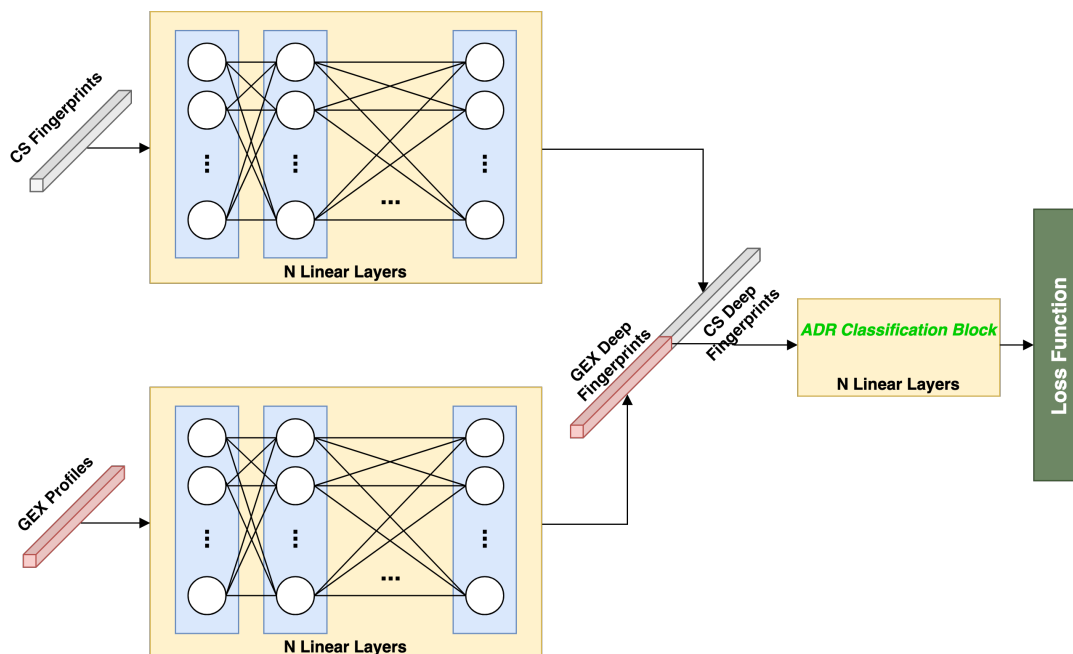 CS Fingerprints
...
...
...
...
N Linear Layers
GEX Deep
Fingerprints
CS Deep
Fingerprints
ADR Classification Block
N Linear Layers
Loss Function
GEX Profiles
...
...
...
...
N Linear Layers